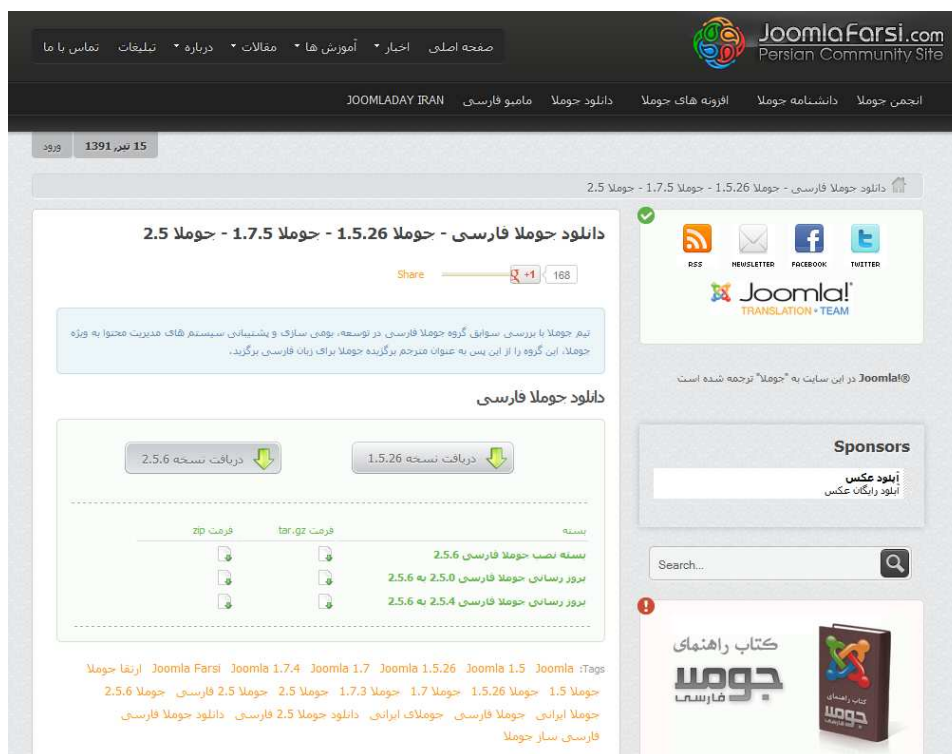 JoomlaFarsi.com
Persian Community Site
صفحه اصلی اخبار آموزش ها مقالات درباره تبلیغات تماس با ما
انجمن جوملا دانشنامه جوملا افزونه های جوملا دانلود جوملا مامبو فارسی JOOMLADAY IRAN
15 تیر, 1391 ورود
دانلود جوملا فارسی - جوملا 1.5.26 - جوملا 1.7.5 - جوملا 2.5
RSS NEWSLETTER FACEBOOK TWITTER
Joomla!
TRANSLATION • TEAM
Joomla!® در این سایت به "جوملا" ترجمه شده است
Sponsors
آپلود عکس
آپلود رایگان عکس
Search...
کتاب راهنمای
جوملا
فارسی
کتاب راهنمای
جوملا
فارسی
دانلود جوملا فارسی - جوملا 1.5.26 - جوملا 1.7.5 - جوملا 2.5
Share +1 168
تیم جوملا با بررسی سوابق گروه جوملا فارسی در توسعه، بومی سازی و پشتیبانی سیستم های مدیریت محتوا به ویژه
جوملا، این گروه را از این پس به عنوان مترجم برگزیده جوملا برای زبان فارسی برگزید.
دانلود جوملا فارسی
دریافت نسخه 1.5.26 دریافت نسخه 2.5.6
بسته فرمت tar.gz فرمت zip
بسته نصب جوملا فارسی 2.5.6
بروز رسانی جوملا فارسی 2.5.0 به 2.5.6
بروز رسانی جوملا فارسی 2.5.4 به 2.5.6
Tags: Joomla Joomla 1.5 Joomla 1.5.26 Joomla 1.7 Joomla 1.7.4 Joomla Farsi ارتقا جوملا
جوملا 1.5 جوملا 1.5.26 جوملا 1.7 جوملا 1.7.3 جوملا 2.5 جوملا 2.5 فارسی جوملا 2.5.6
جوملا ایرانی جوملا فارسی جوملای ایرانی دانلود جوملا 2.5 فارسی دانلود جوملا فارسی
فارسی ساز جوملا